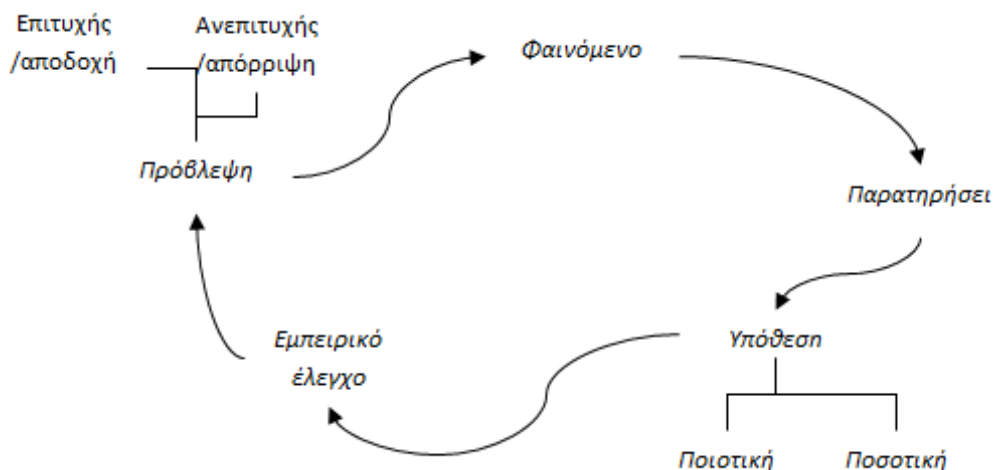 Επιτυχής
/αποδοχή
Ανεπιτυχής
/απόρριψη
Φαινόμενο
Πρόβλεψη
Παρατηρήσει
Εμπειρικό
έλεγχο
Υπόθεση
Ποιοτική
Ποσοτική